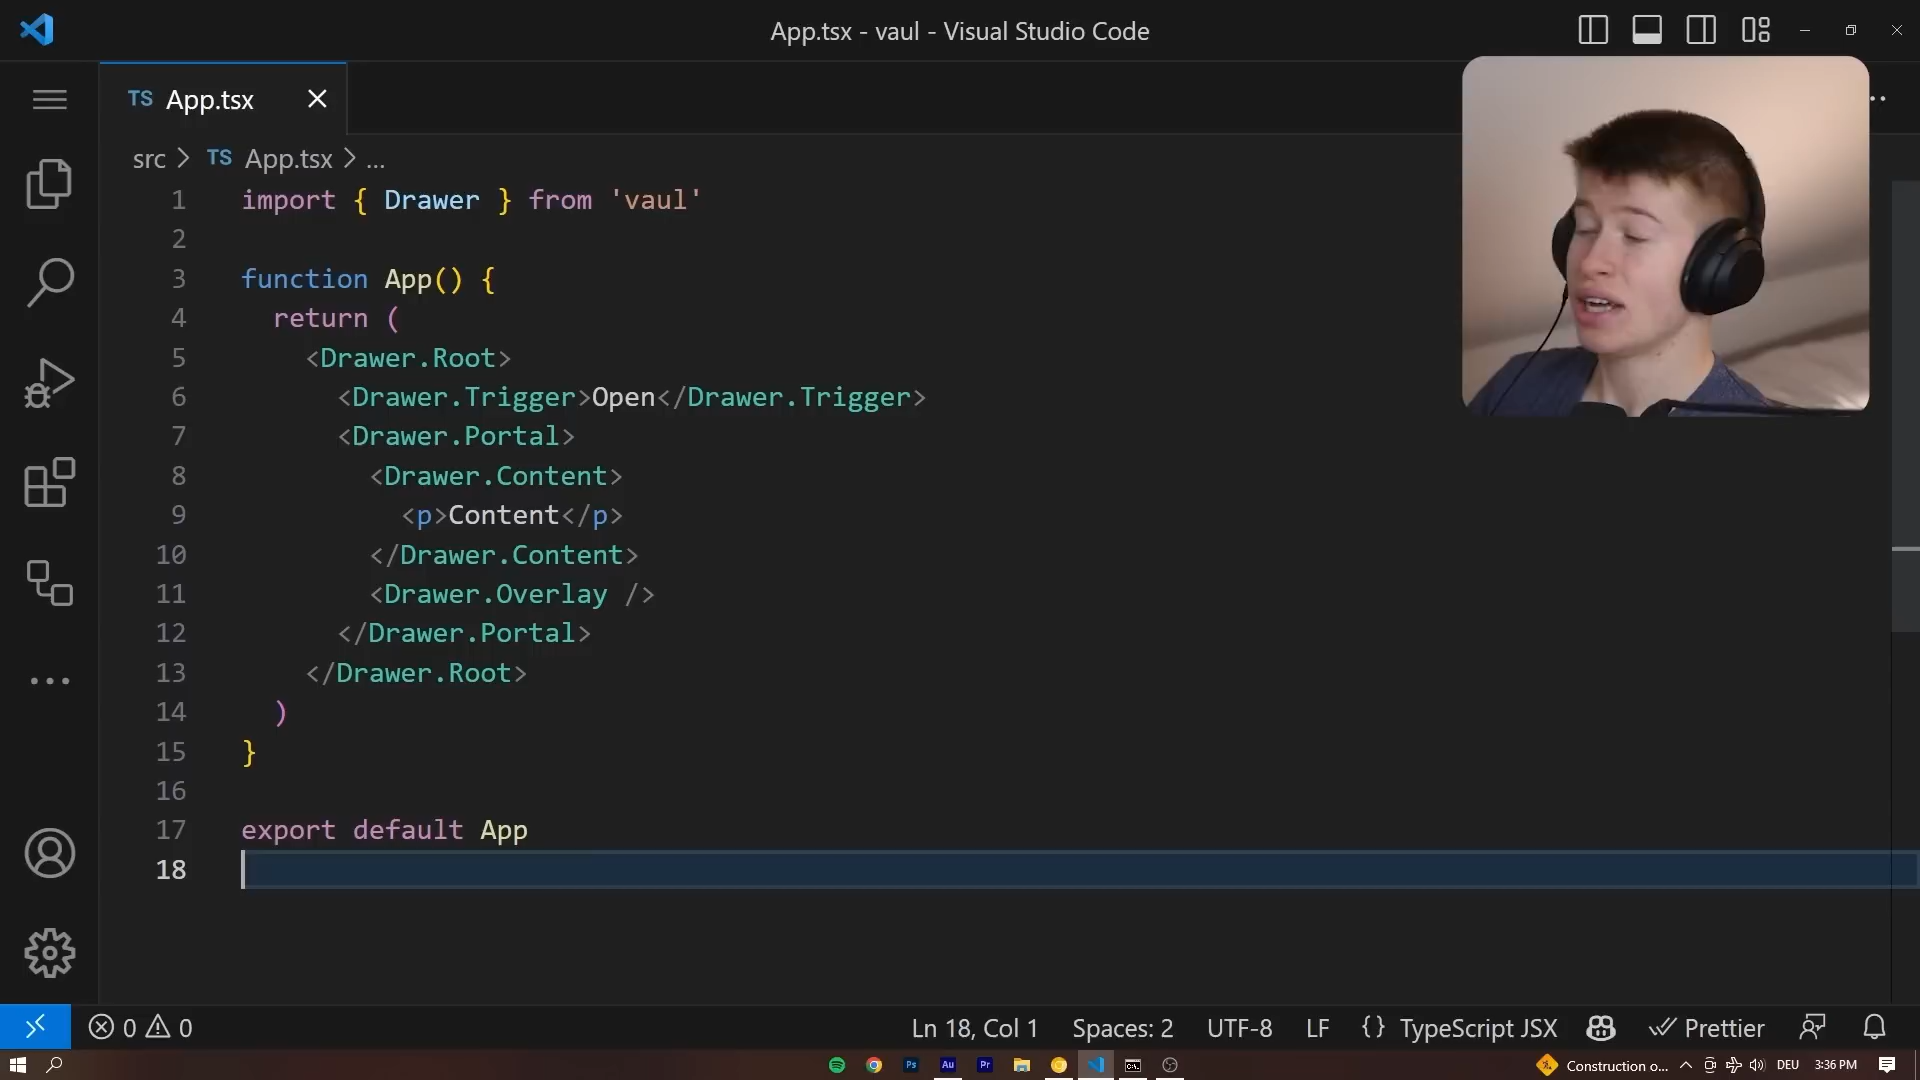 App.tsx - vaul - Visual Studio Code
TS App.tsx
src > TS App.tsx > ...
1 import { Drawer } from 'vaul'
2
3 function App() {
4 return (
5 <Drawer.Root>
6 <Drawer.Trigger>Open</Drawer.Trigger>
7 <Drawer.Portal>
8 <Drawer.Content>
9 <p>Content</p>
10 </Drawer.Content>
11 <Drawer.Overlay />
12 </Drawer.Portal>
13 </Drawer.Root>
14 )
15 }
16
17 export default App
18
0 0 Ln 18, Col 1 Spaces: 2 UTF-8 LF {} TypeScript JSX Prettier
Ps Au Pr Construction o... DEU 3:36 PM